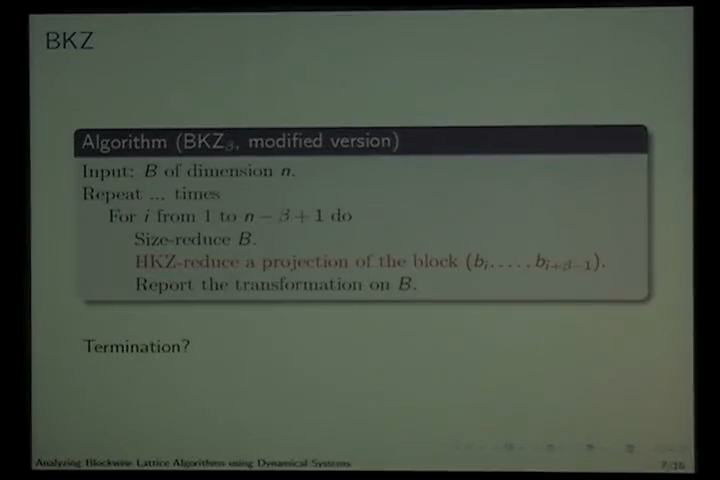 BKZ
Algorithm (BKZ_β, modified version)
Input: B of dimension n.
Repeat ... times
For i from 1 to n − β + 1 do
Size-reduce B.
HKZ-reduce a projection of the block (b_i, . . . , b_{i+β−1}).
Report the transformation on B.
Termination?
Analyzing Blockwise Lattice Algorithms using Dynamical Systems
7/16